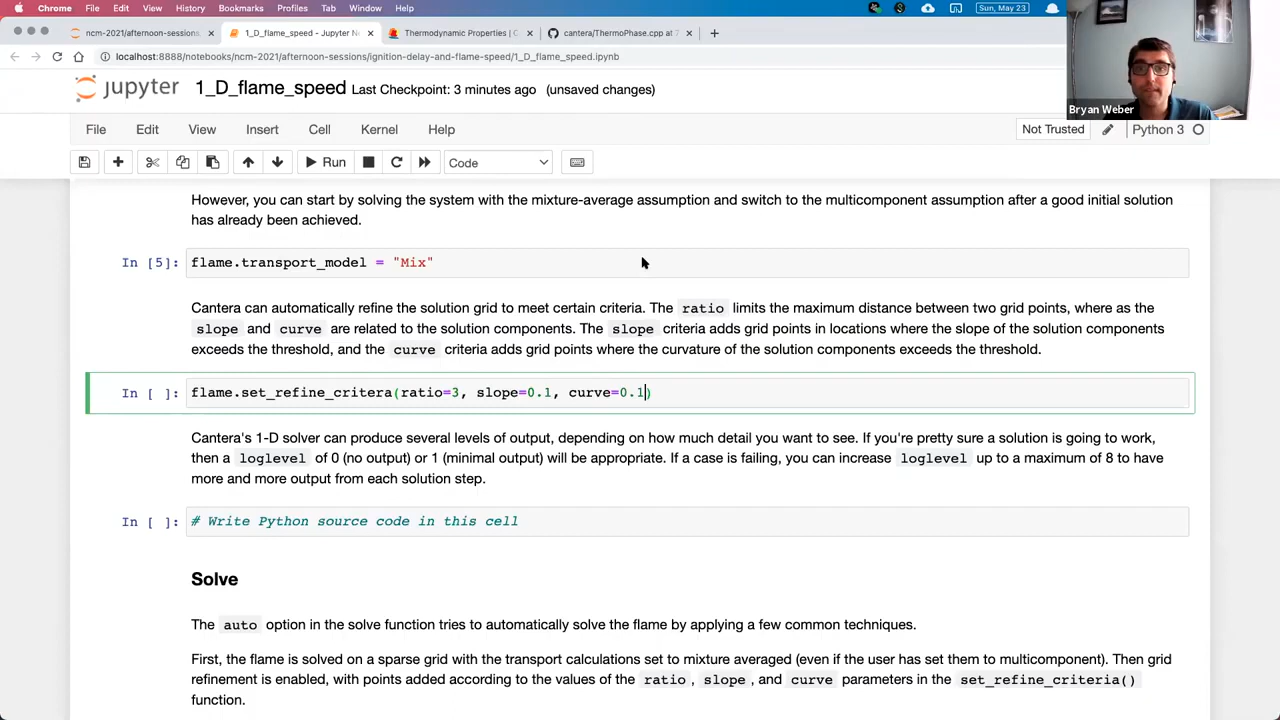 Chrome File Edit View History Bookmarks Profiles Tab Window Help Sun, May 23
ncm-2021/afternoon-sessions
1_D_flame_speed - Jupyter N
Thermodynamic Properties
cantera/ThermoPhase.cpp at
localhost:8888/notebooks/ncm-2021/afternoon-sessions/ignition-delay-and-flame-speed/1_D_flame_speed.ipynb
Bryan Weber
jupyter 1_D_flame_speed Last Checkpoint: 3 minutes ago (unsaved changes)
File Edit View Insert Cell Kernel Help Not Trusted Python 3
Run Code
However, you can start by solving the system with the mixture-average assumption and switch to the multicomponent assumption after a good initial solution
has already been achieved.
In [5]: flame.transport_model = "Mix"
Cantera can automatically refine the solution grid to meet certain criteria. The ratio limits the maximum distance between two grid points, where as the
slope and curve are related to the solution components. The slope criteria adds grid points in locations where the slope of the solution components
exceeds the threshold, and the curve criteria adds grid points where the curvature of the solution components exceeds the threshold.
In [ ]: flame.set_refine_critera(ratio=3, slope=0.1, curve=0.1)
Cantera's 1-D solver can produce several levels of output, depending on how much detail you want to see. If you're pretty sure a solution is going to work,
then a loglevel of 0 (no output) or 1 (minimal output) will be appropriate. If a case is failing, you can increase loglevel up to a maximum of 8 to have
more and more output from each solution step.
In [ ]: # Write Python source code in this cell
Solve
The auto option in the solve function tries to automatically solve the flame by applying a few common techniques.
First, the flame is solved on a sparse grid with the transport calculations set to mixture averaged (even if the user has set them to multicomponent). Then grid
refinement is enabled, with points added according to the values of the ratio, slope, and curve parameters in the set_refine_criteria()
function.